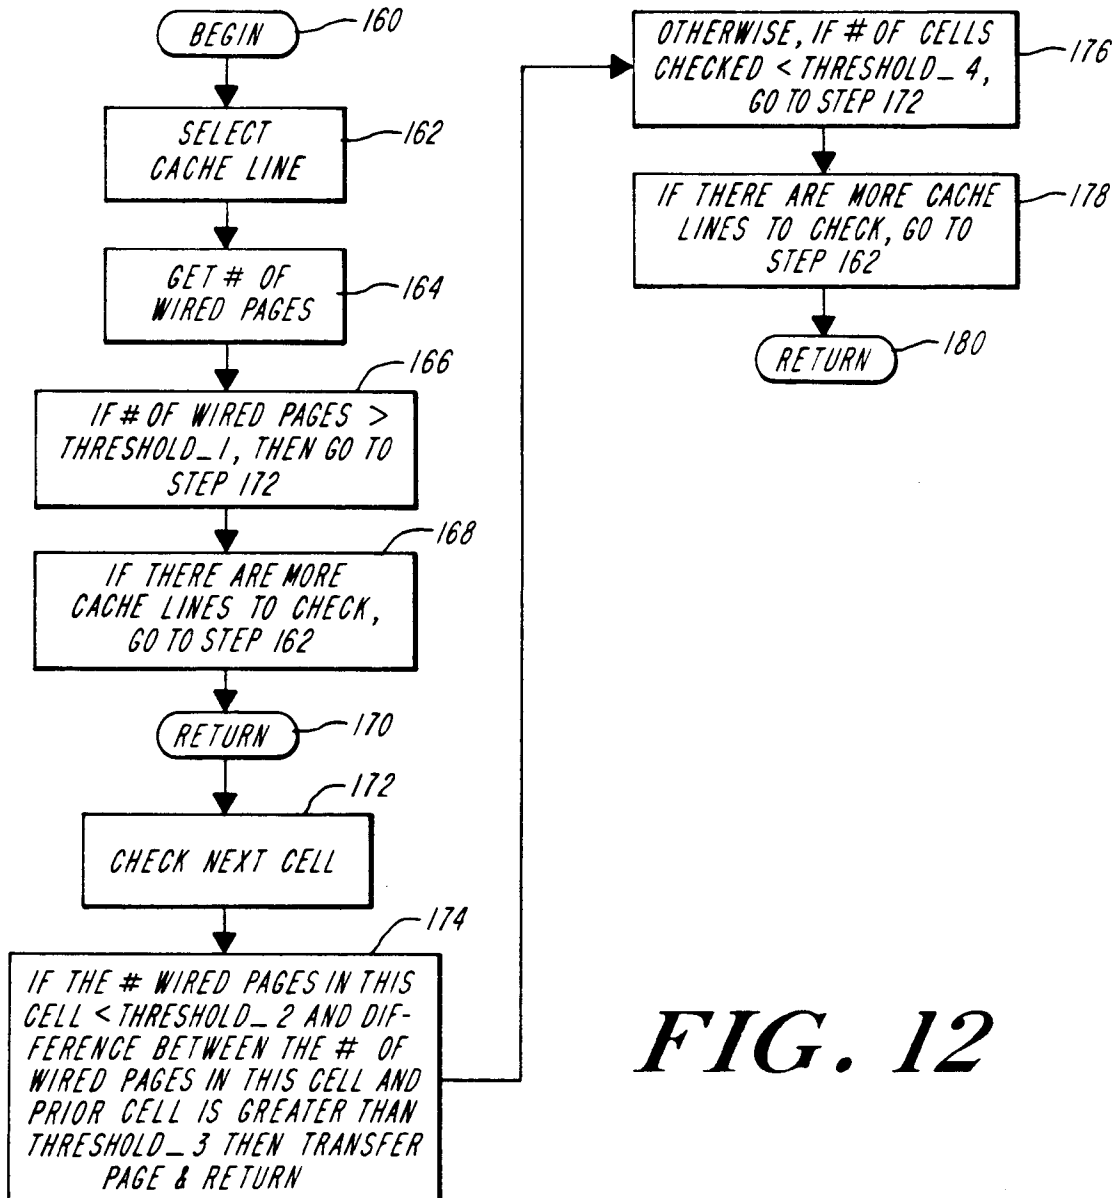 BEGIN
160
SELECT
CACHE LINE
162
GET # OF
WIRED PAGES
164
166
IF # OF WIRED PAGES >
THRESHOLD_1, THEN GO TO
STEP 172
168
IF THERE ARE MORE
CACHE LINES TO CHECK,
GO TO STEP 162
RETURN
170
172
CHECK NEXT CELL
174
IF THE # WIRED PAGES IN THIS
CELL < THRESHOLD_2 AND DIF-
FERENCE BETWEEN THE # OF
WIRED PAGES IN THIS CELL AND
PRIOR CELL IS GREATER THAN
THRESHOLD_3 THEN TRANSFER
PAGE & RETURN
OTHERWISE, IF # OF CELLS
CHECKED < THRESHOLD_4,
GO TO STEP 172
176
IF THERE ARE MORE CACHE
LINES TO CHECK, GO TO
STEP 162
178
RETURN
180
FIG. 12